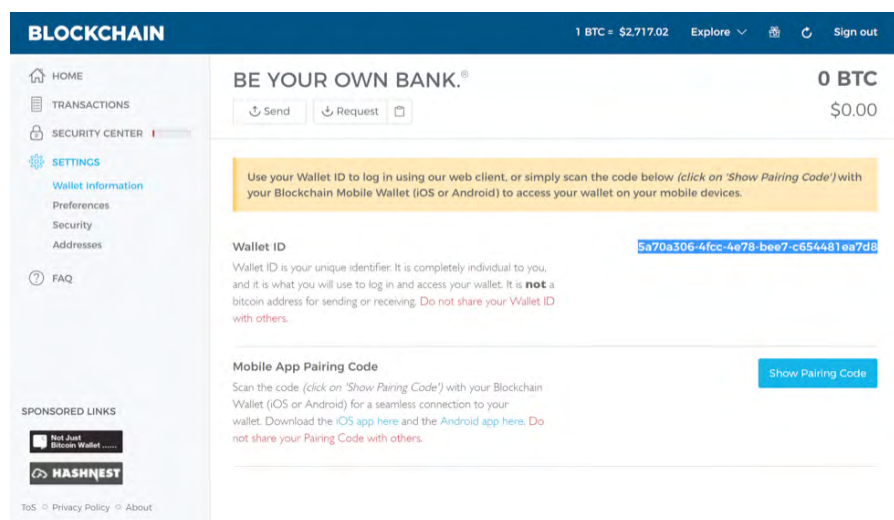 BLOCKCHAIN
1 BTC = $2,717.02
Explore
Sign out
HOME
TRANSACTIONS
SECURITY CENTER
SETTINGS
Wallet Information
Preferences
Security
Addresses
FAQ
SPONSORED LINKS
Not Just
Bitcoin Wallet ......
HASHNEST
ToS
Privacy Policy
About
BE YOUR OWN BANK.®
0 BTC
$0.00
Send
Request
Use your Wallet ID to log in using our web client, or simply scan the code below (click on 'Show Pairing Code') with
your Blockchain Mobile Wallet (iOS or Android) to access your wallet on your mobile devices.
Wallet ID
5a70a306-4fcc-4e78-bee7-c654481ea7d8
Wallet ID is your unique identifier. It is completely individual to you,
and it is what you will use to log in and access your wallet. It is not a
bitcoin address for sending or receiving. Do not share your Wallet ID
with others.
Mobile App Pairing Code
Show Pairing Code
Scan the code (click on 'Show Pairing Code') with your Blockchain
Wallet (iOS or Android) for a seamless connection to your
wallet. Download the iOS app here and the Android app here. Do
not share your Pairing Code with others.